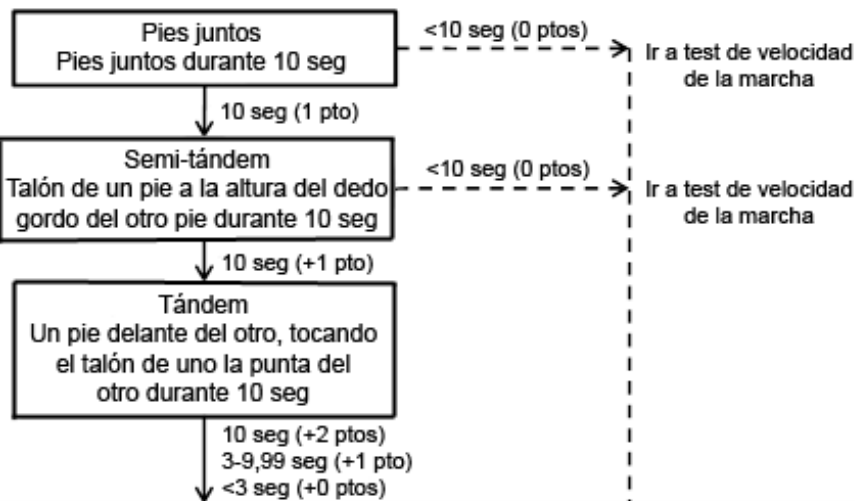 Pies juntos
Pies juntos durante 10 seg
<10 seg (0 ptos)
Ir a test de velocidad
de la marcha
10 seg (1 pto)
Semi-tándem
Talón de un pie a la altura del dedo
gordo del otro pie durante 10 seg
<10 seg (0 ptos)
Ir a test de velocidad
de la marcha
10 seg (+1 pto)
Tándem
Un pie delante del otro, tocando
el talón de uno la punta del
otro durante 10 seg
10 seg (+2 ptos)
3-9,99 seg (+1 pto)
<3 seg (+0 ptos)